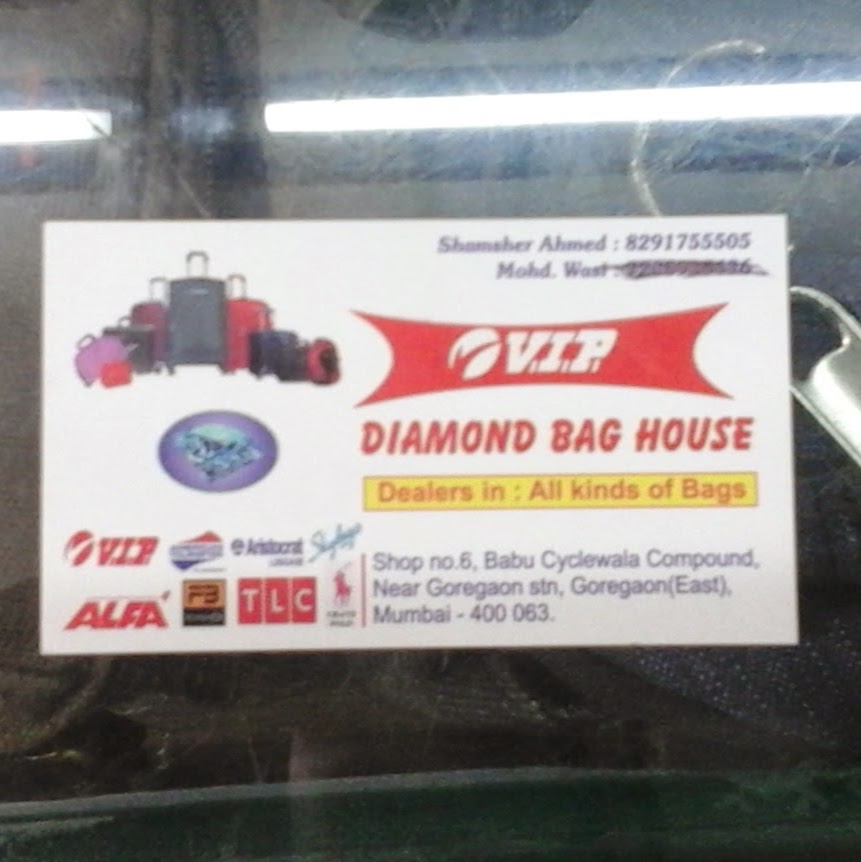 Shamsher Ahmed : 8291755505
Mohd. Wasi :
V.I.P.
DIAMOND BAG HOUSE
Dealers in : All kinds of Bags
V.I.P. Aristocrat Skybags
ALFA FB TLC
Shop no.6, Babu Cyclewala Compound,
Near Goregaon stn, Goregaon(East),
Mumbai - 400 063.